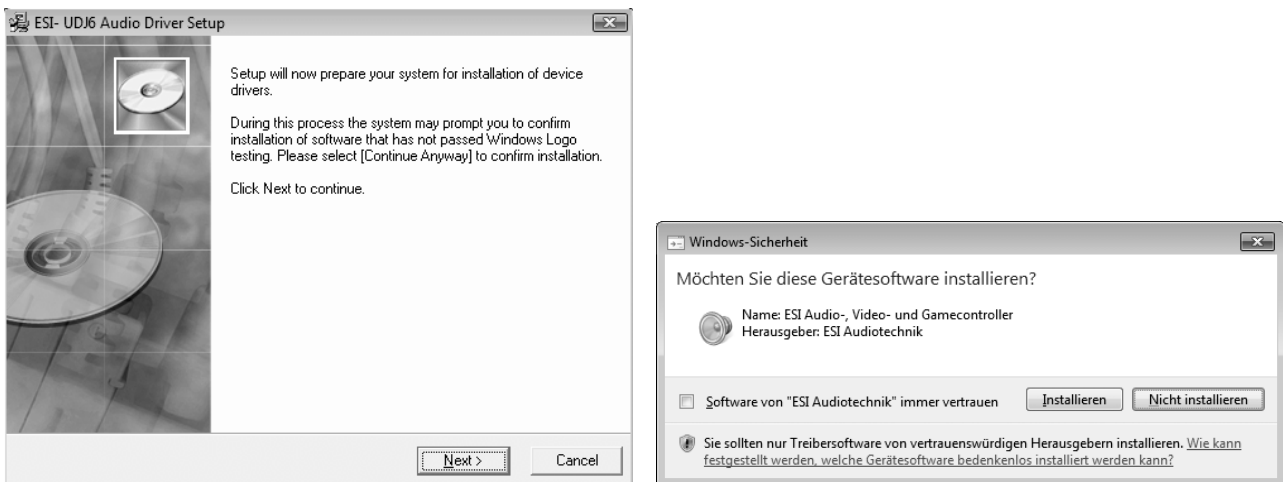 ESI- UDJ6 Audio Driver Setup
Setup will now prepare your system for installation of device
drivers.
During this process the system may prompt you to confirm
installation of software that has not passed Windows Logo
testing. Please select [Continue Anyway] to confirm installation.
Click Next to continue.
Next >
Cancel
Windows-Sicherheit
Möchten Sie diese Gerätesoftware installieren?
Name: ESI Audio-, Video- und Gamecontroller
Herausgeber: ESI Audiotechnik
Software von "ESI Audiotechnik" immer vertrauen
Installieren
Nicht installieren
Sie sollten nur Treibersoftware von vertrauenswürdigen Herausgebern installieren. Wie kann
festgestellt werden, welche Gerätesoftware bedenkenlos installiert werden kann?